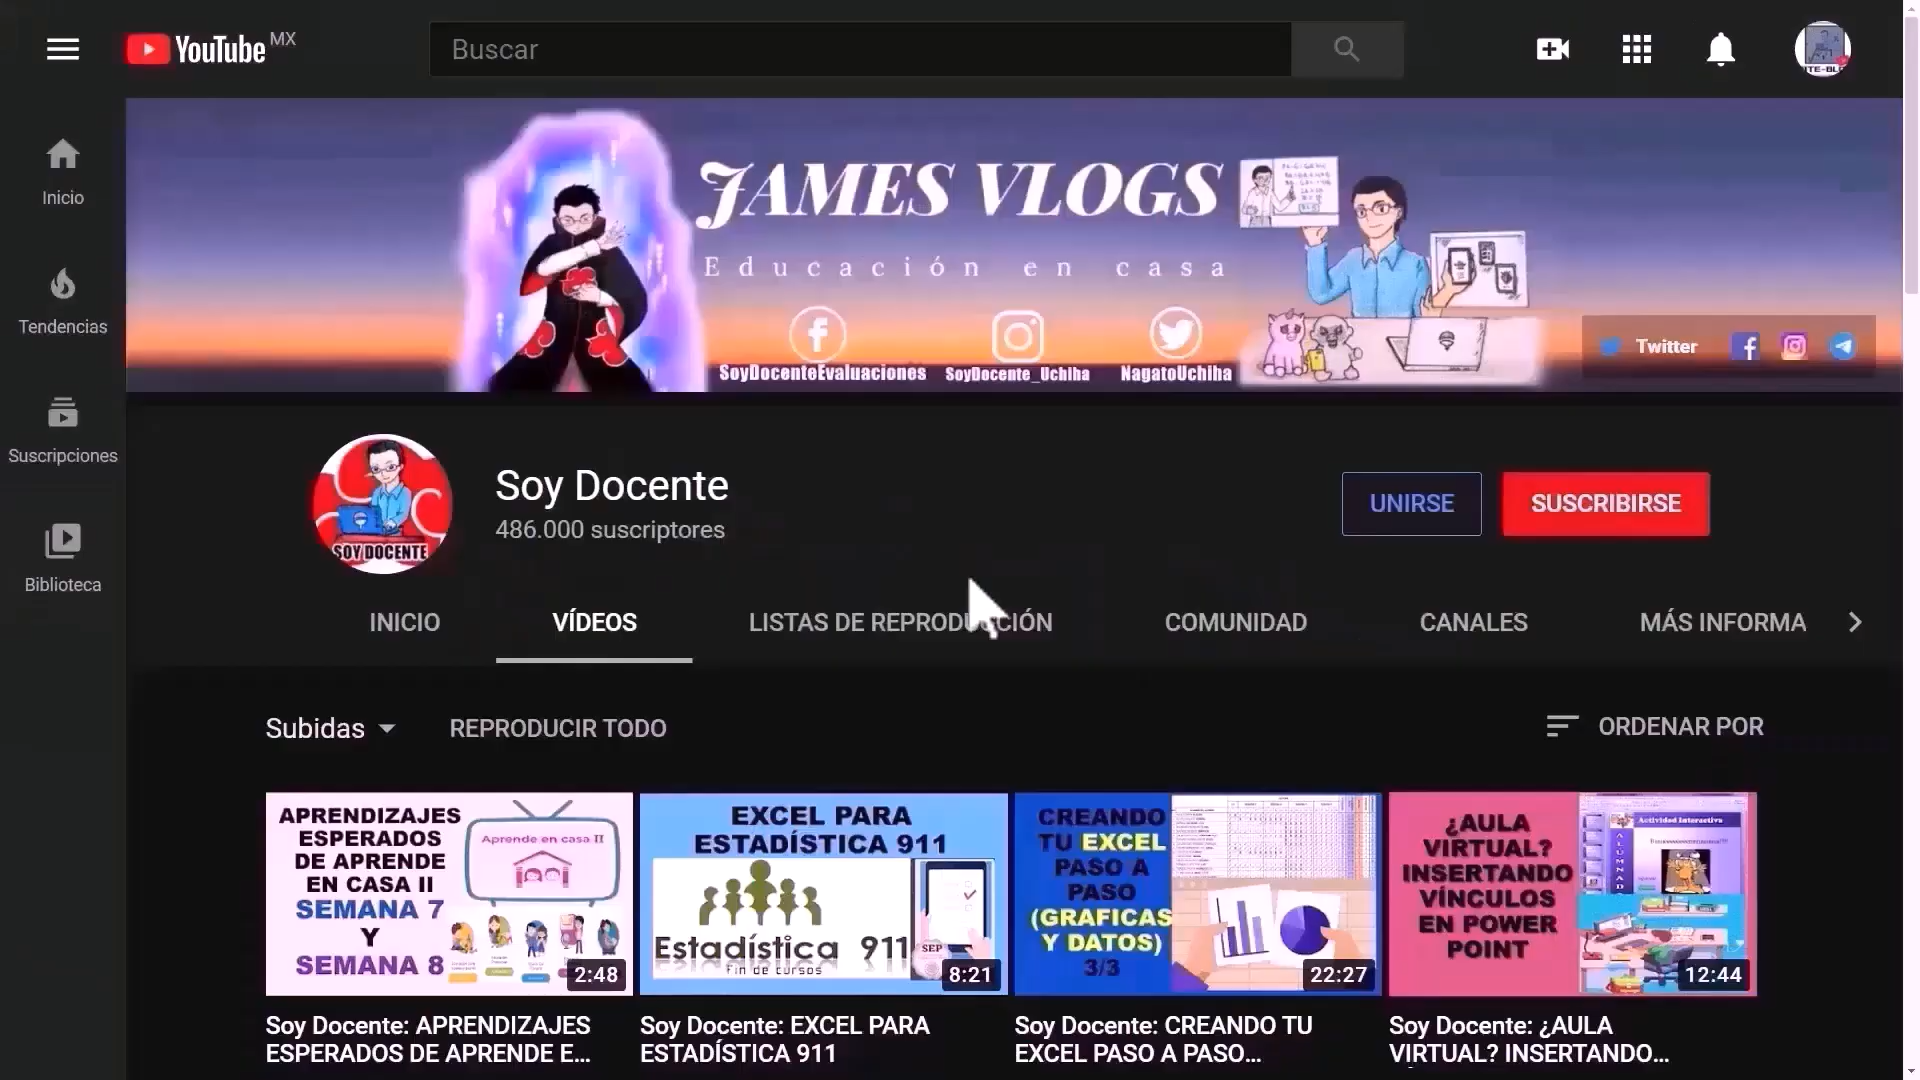 YouTube MX
Buscar
Inicio
Tendencias
Suscripciones
Biblioteca
JAMES VLOGS
Educación en casa
SoyDocenteEvaluaciones
SoyDocente_Uchiha
NagatoUchiha
Twitter
SOY DOCENTE
Soy Docente
486.000 suscriptores
UNIRSE
SUSCRIBIRSE
INICIO
VÍDEOS
LISTAS DE REPRODUCCIÓN
COMUNIDAD
CANALES
MÁS INFORMA
Subidas
REPRODUCIR TODO
ORDENAR POR
APRENDIZAJES
ESPERADOS
DE APRENDE
EN CASA II
SEMANA 7
Y
SEMANA 8
Aprende en casa II
2:48
EXCEL PARA
ESTADÍSTICA 911
Estadística 911
Fin de cursos
SEP
8:21
CREANDO
TU EXCEL
PASO A
PASO
(GRAFICAS
Y DATOS)
3/3
22:27
¿AULA
VIRTUAL?
INSERTANDO
VÍNCULOS
EN POWER
POINT
Actividad Interactiva
12:44
Soy Docente: APRENDIZAJES
ESPERADOS DE APRENDE E...
Soy Docente: EXCEL PARA
ESTADÍSTICA 911
Soy Docente: CREANDO TU
EXCEL PASO A PASO...
Soy Docente: ¿AULA
VIRTUAL? INSERTANDO...